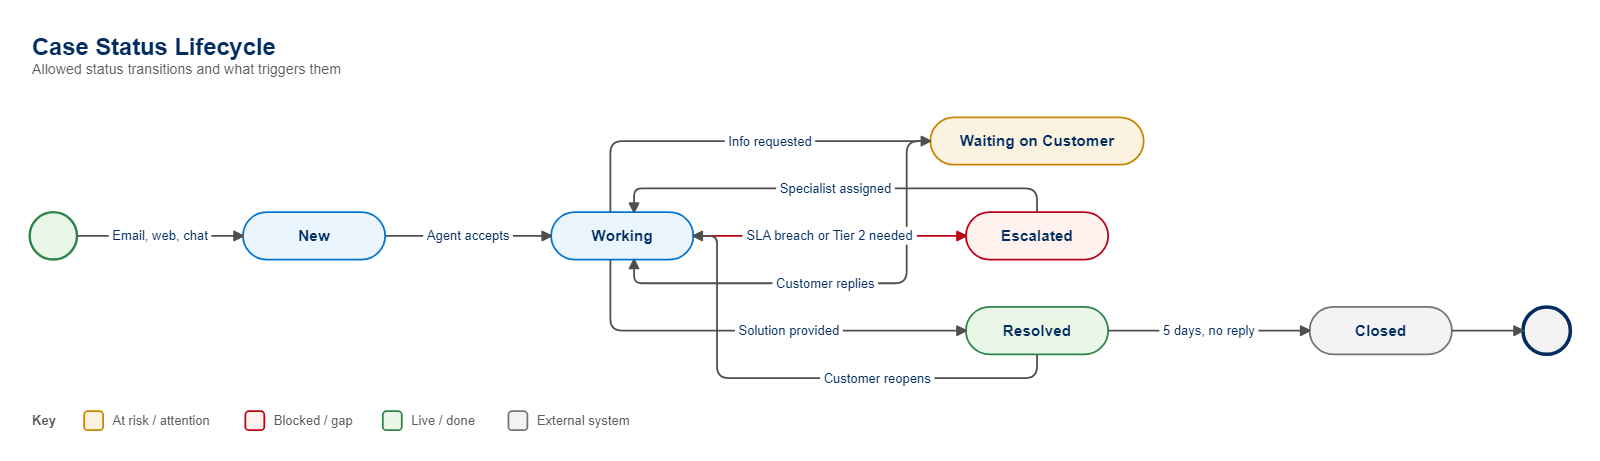 Case Status Lifecycle
Allowed status transitions and what triggers them
Info requested
Waiting on Customer
Specialist assigned
Email, web, chat
New
Agent accepts
Working
SLA breach or Tier 2 needed
Escalated
Customer replies
Solution provided
Resolved
5 days, no reply
Closed
Customer reopens
Key
At risk / attention
Blocked / gap
Live / done
External system